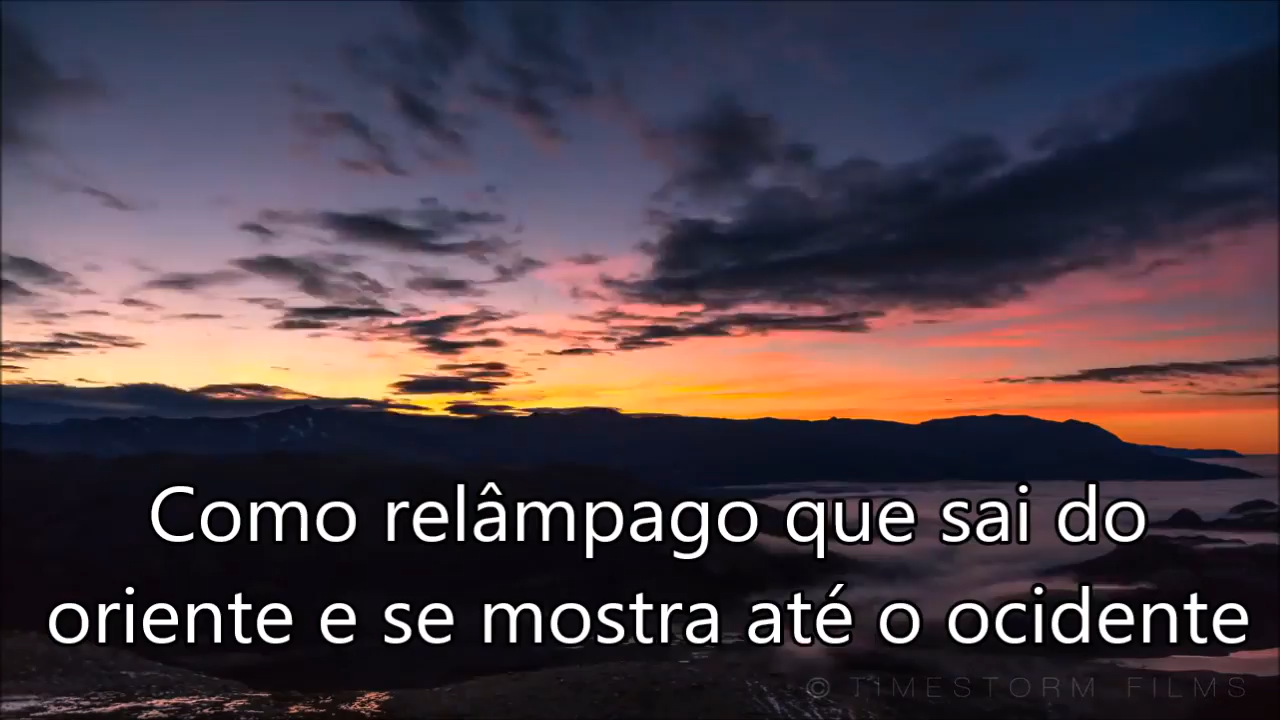 Como relâmpago que sai do
oriente e se mostra até o ocidente
© TIMESTORM FILMS